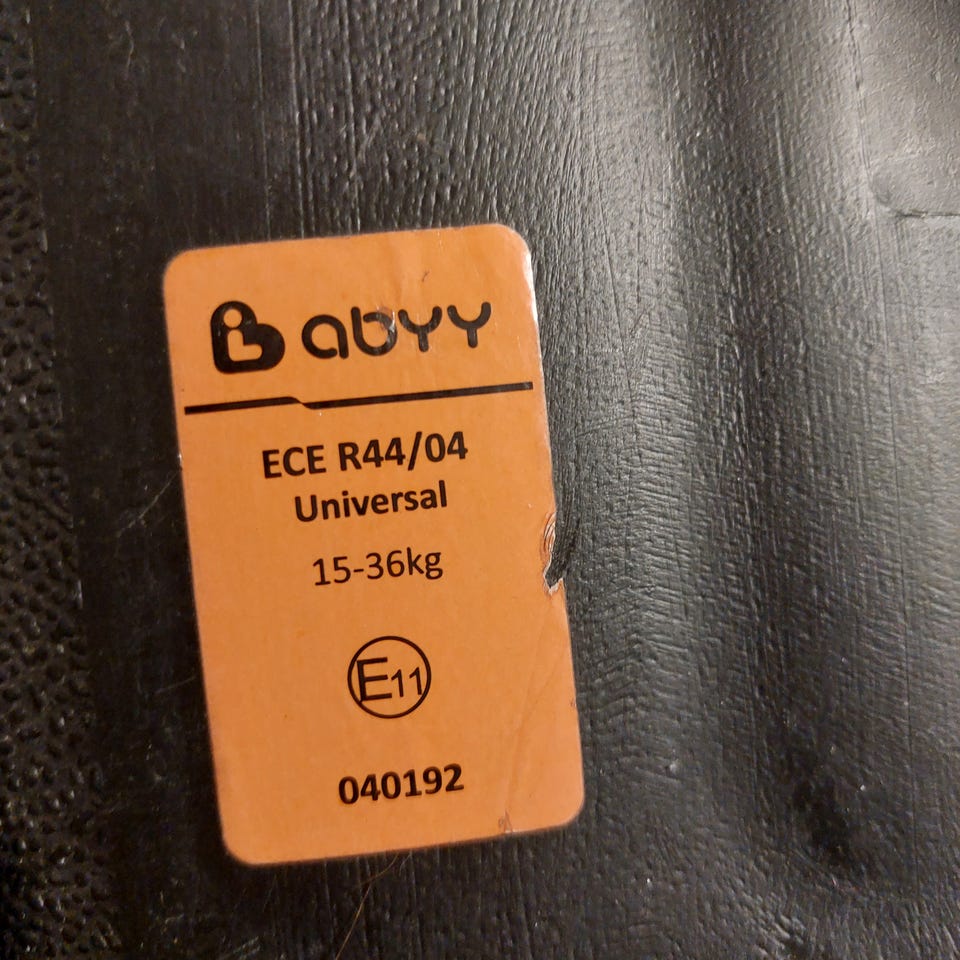 Babyy
ECE R44/04
Universal
15-36kg
E11
040192